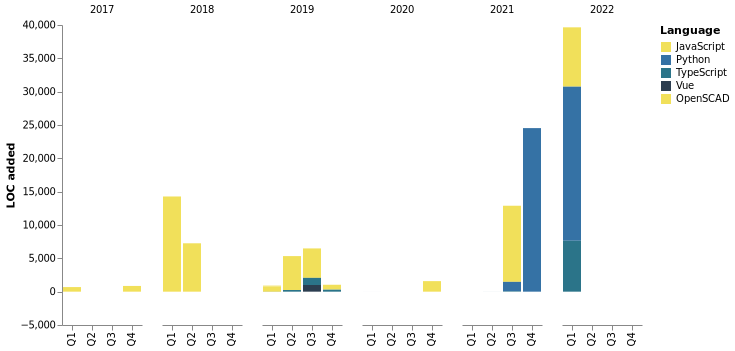 2017 2018 2019 2020 2021 2022
Language
JavaScript
Python
TypeScript
Vue
OpenSCAD
LOC added
40,000
35,000
30,000
25,000
20,000
15,000
10,000
5,000
0
−5,000
Q1 Q2 Q3 Q4 Q1 Q2 Q3 Q4 Q1 Q2 Q3 Q4 Q1 Q2 Q3 Q4 Q1 Q2 Q3 Q4 Q1 Q2 Q3 Q4